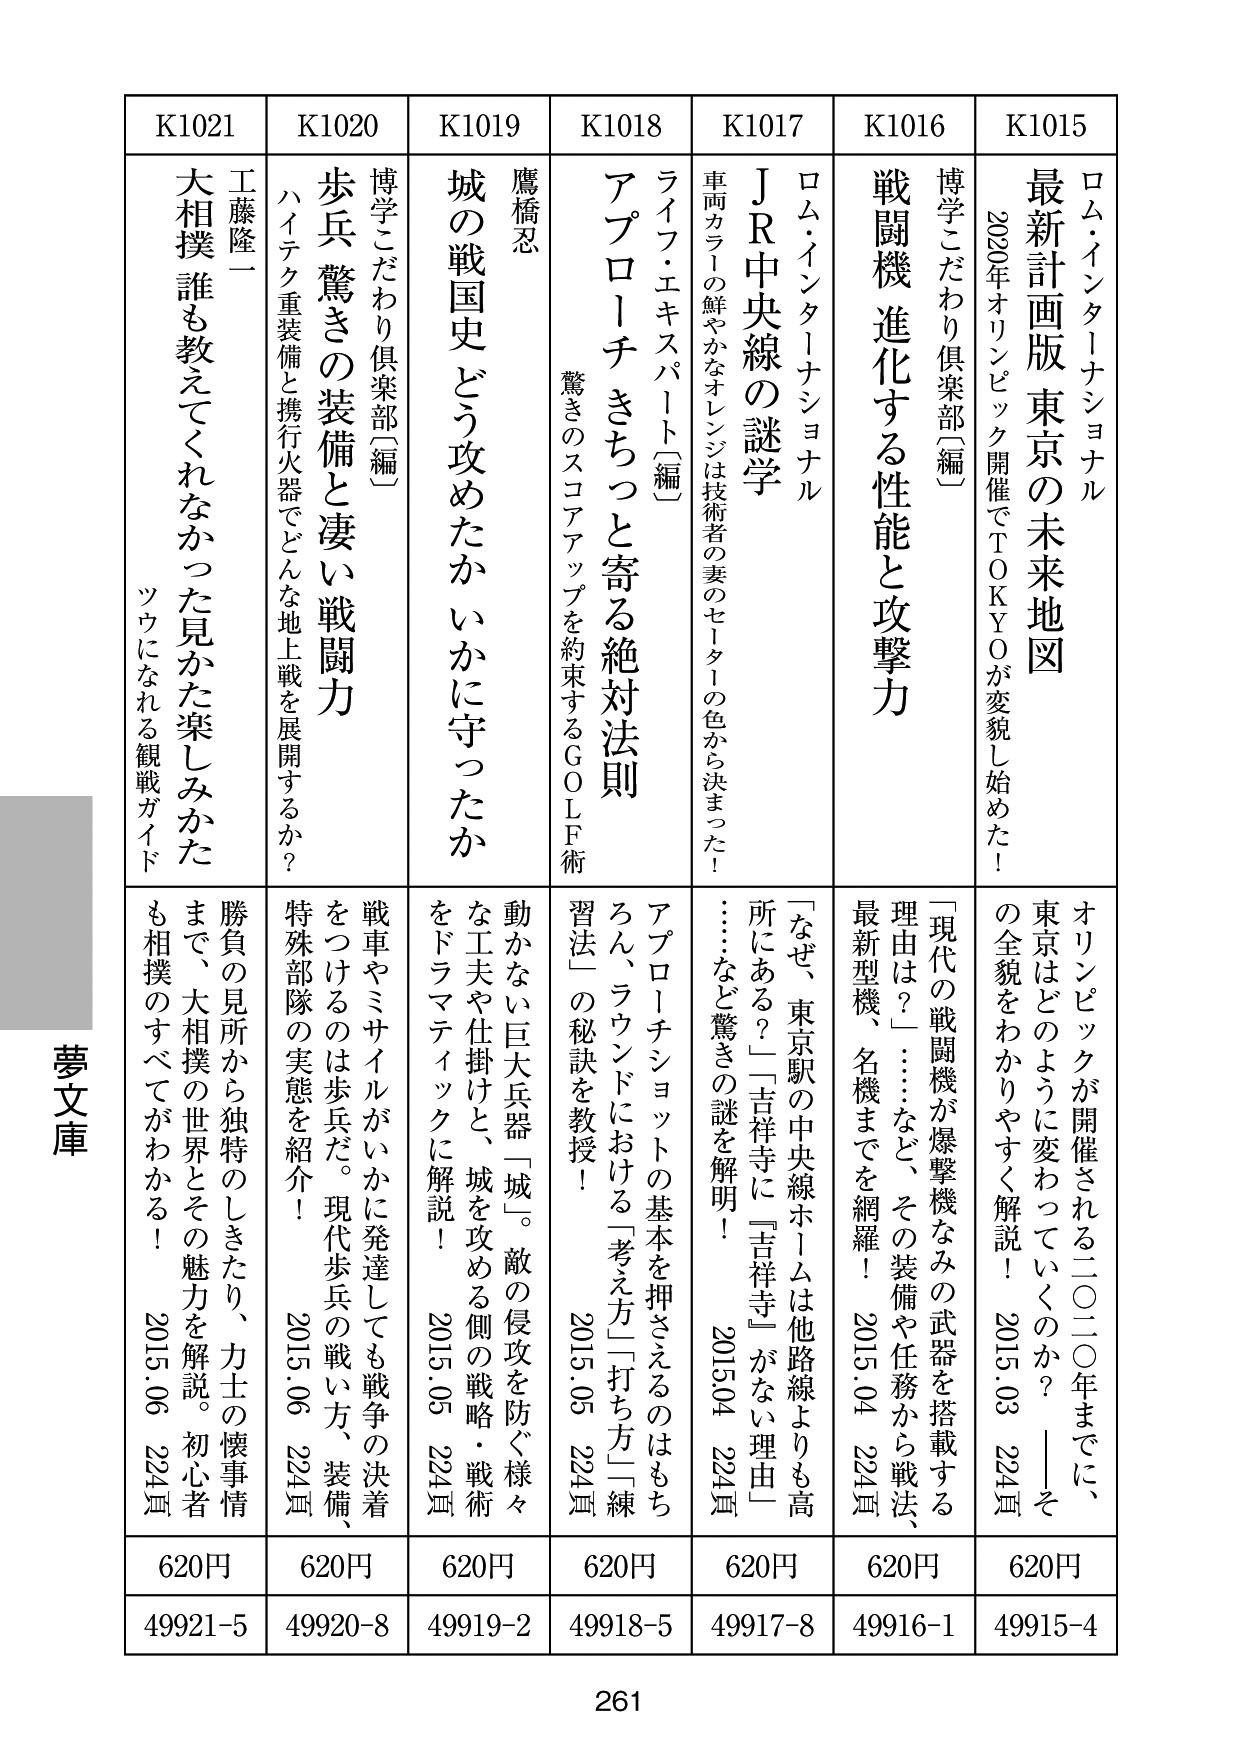 K1015
ロム・インターナショナル
最新計画版 東京の未来地図
2020年オリンピック開催でTOKYOが変貌し始めた！
オリンピックが開催される二〇二〇年までに、
東京はどのように変わっていくのか？ ――そ
の全貌をわかりやすく解説！ 2015.03 224頁
620円
49915-4
K1016
博学こだわり倶楽部〔編〕
戦闘機 進化する性能と攻撃力
「現代の戦闘機が爆撃機なみの武器を搭載する
理由は？」……など、その装備や任務から戦法、
最新型機、名機までを網羅！ 2015.04 224頁
620円
49916-1
K1017
ロム・インターナショナル
JR中央線の謎学
車両カラーの鮮やかなオレンジは技術者の妻のセーターの色から決まった！
「なぜ、東京駅の中央線ホームは他路線よりも高
所にある？」「吉祥寺に『吉祥寺』がない理由」
……など驚きの謎を解明！ 2015.04 224頁
620円
49917-8
K1018
ライフ・エキスパート〔編〕
アプローチ きちっと寄る絶対法則
驚きのスコアアップを約束するGOLF術
アプローチショットの基本を押さえるのはもち
ろん、ラウンドにおける「考え方」「打ち方」「練
習法」の秘訣を教授！ 2015.05 224頁
620円
49918-5
K1019
鷹橋忍
城の戦国史 どう攻めたか いかに守ったか
動かない巨大兵器「城」。敵の侵攻を防ぐ様々
な工夫や仕掛けと、城を攻める側の戦略・戦術
をドラマティックに解説！ 2015.05 224頁
620円
49919-2
K1020
博学こだわり倶楽部〔編〕
歩兵 驚きの装備と凄い戦闘力
ハイテク重装備と携行火器でどんな地上戦を展開するか？
戦車やミサイルがいかに発達しても戦争の決着
をつけるのは歩兵だ。現代歩兵の戦い方、装備、
特殊部隊の実態を紹介！ 2015.06 224頁
620円
49920-8
K1021
工藤隆一
大相撲 誰も教えてくれなかった見かた楽しみかた
ツウになれる観戦ガイド
勝負の見所から独特のしきたり、力士の懐事情
まで、大相撲の世界とその魅力を解説。初心者
も相撲のすべてがわかる！ 2015.06 224頁
620円
49921-5
夢文庫
261